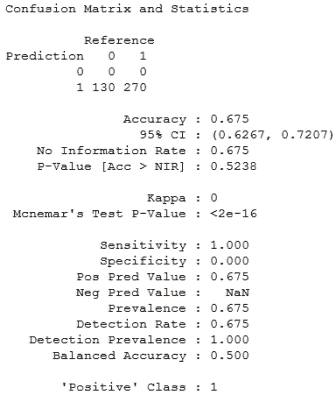 Confusion Matrix and Statistics
Reference
Prediction 0 1
0 0 0
1 130 270
Accuracy : 0.675
95% CI : (0.6267, 0.7207)
No Information Rate : 0.675
P-Value [Acc > NIR] : 0.5238
Kappa : 0
Mcnemar's Test P-Value : <2e-16
Sensitivity : 1.000
Specificity : 0.000
Pos Pred Value : 0.675
Neg Pred Value : NaN
Prevalence : 0.675
Detection Rate : 0.675
Detection Prevalence : 1.000
Balanced Accuracy : 0.500
'Positive' Class : 1